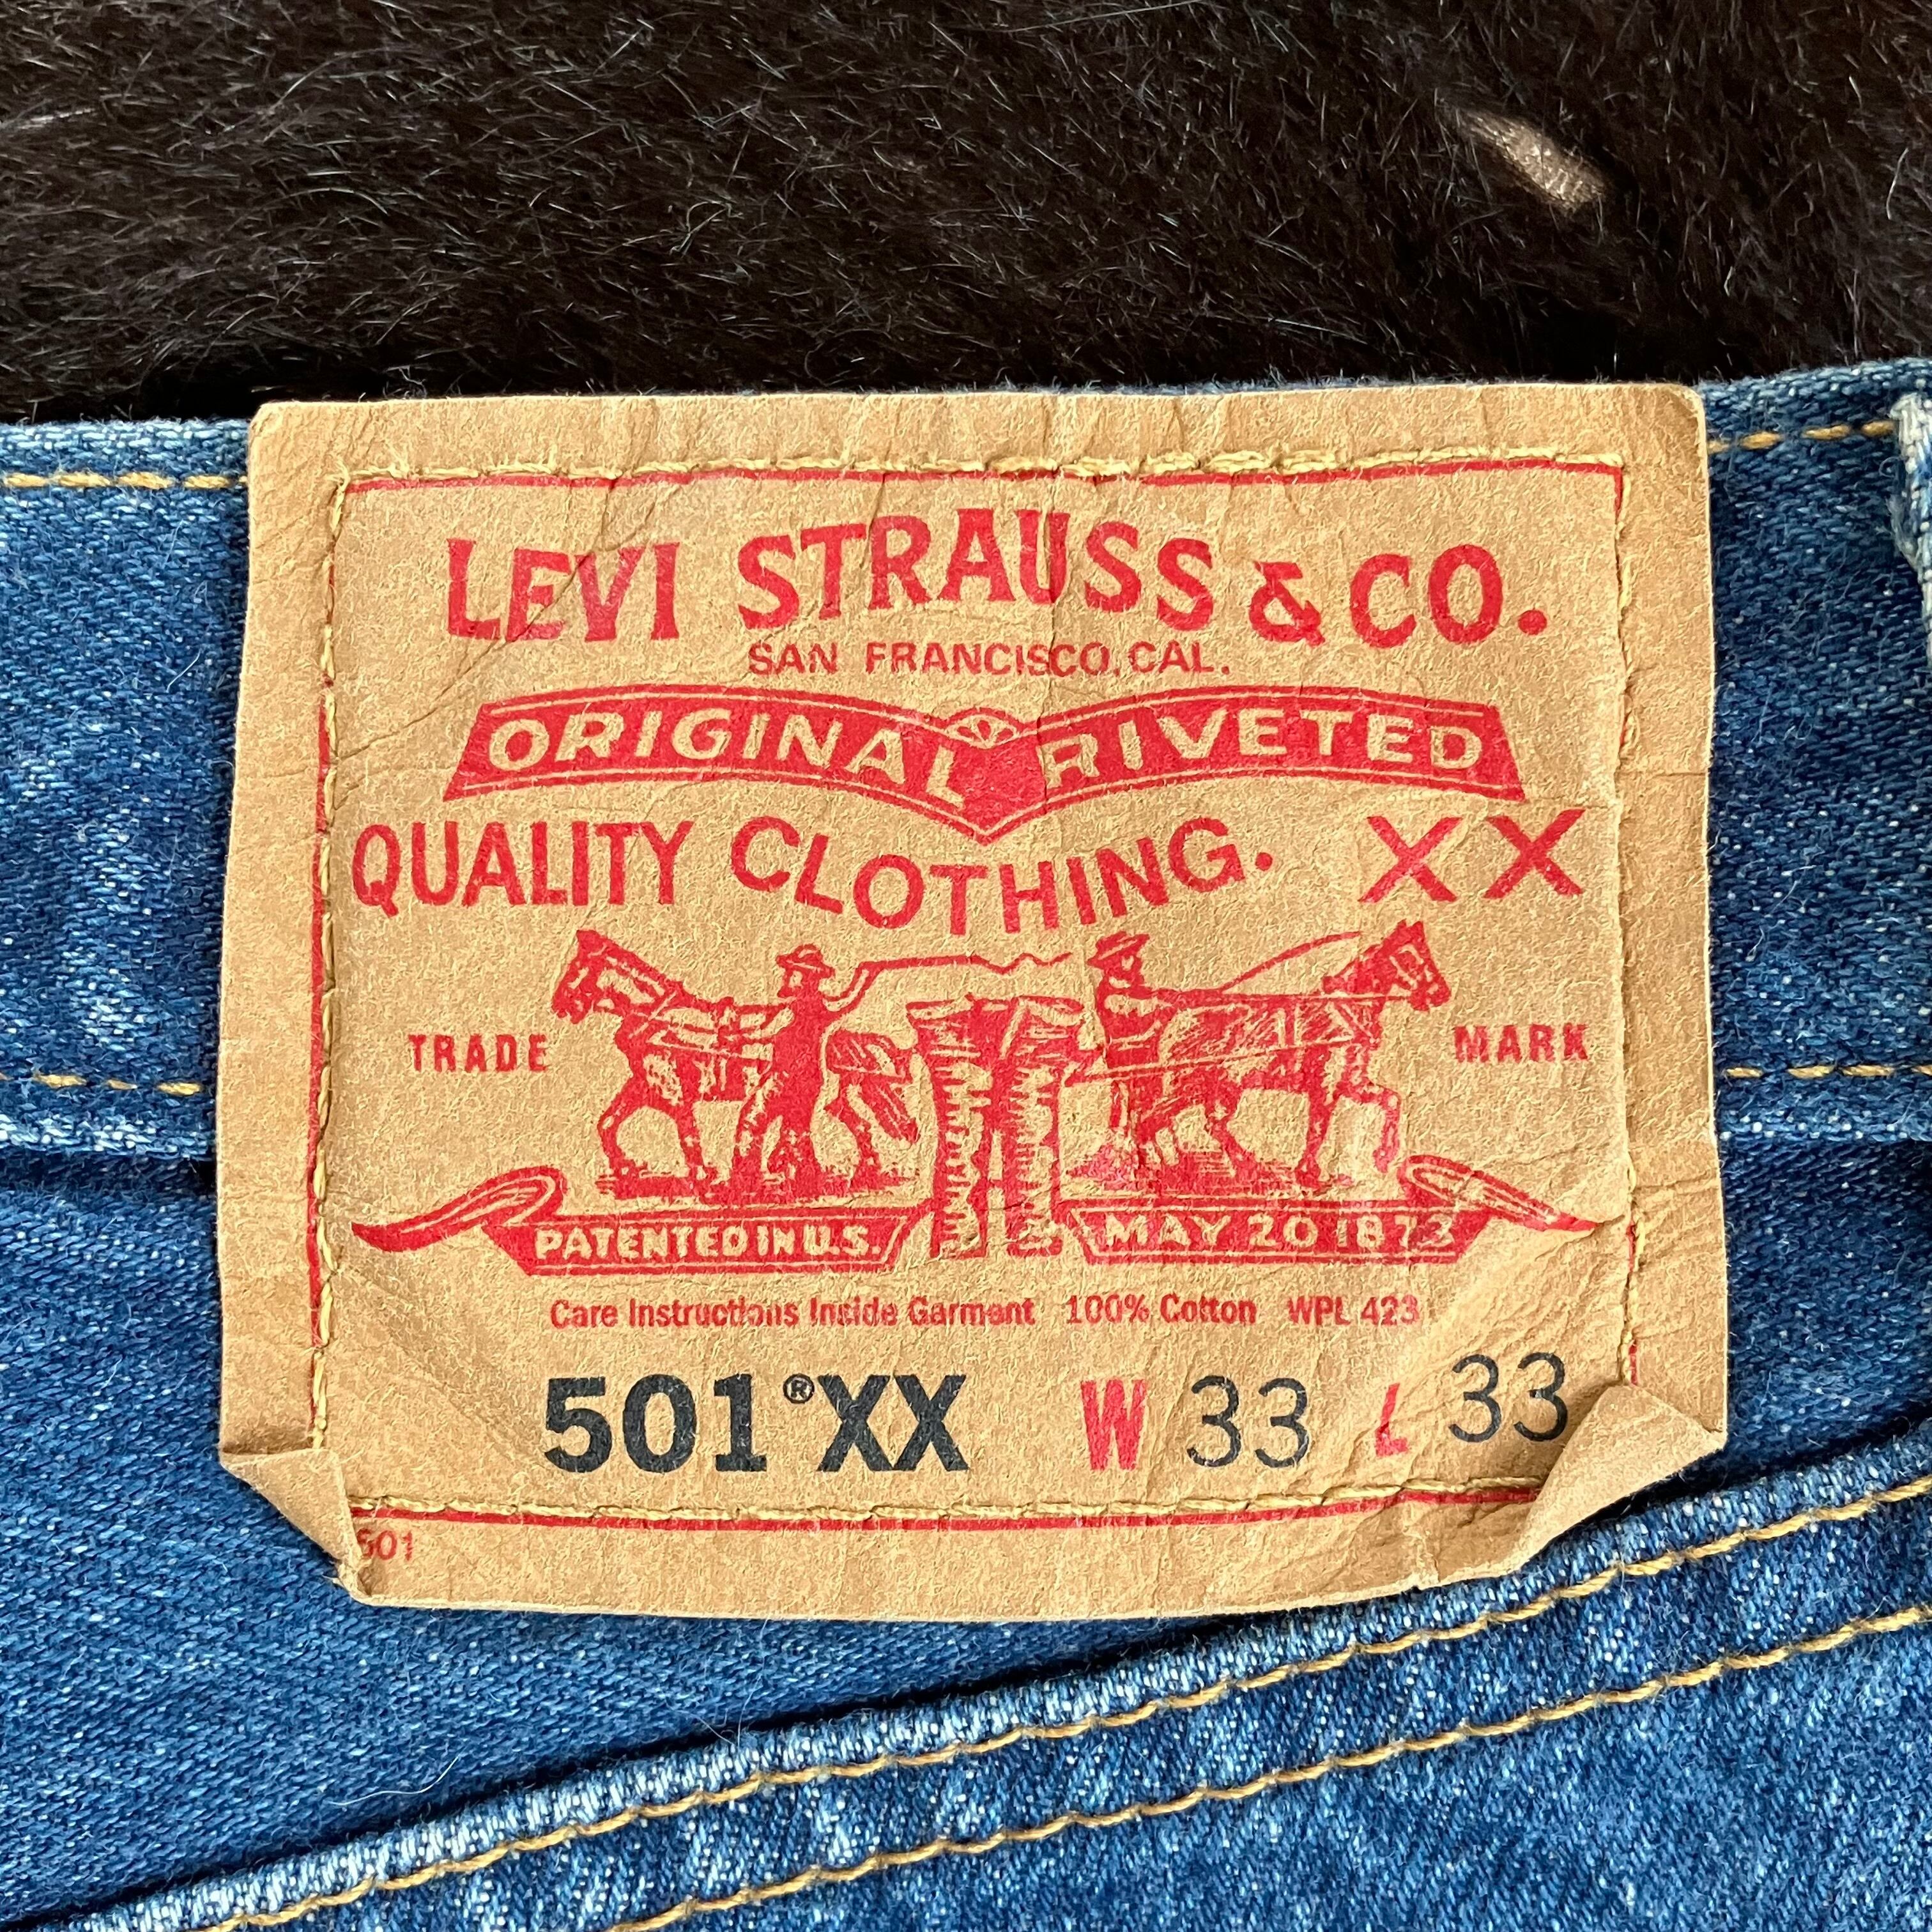 LEVI STRAUSS & CO.
SAN FRANCISCO, CAL.
ORIGINAL RIVETED
QUALITY CLOTHING. XX
TRADE MARK
PATENTED IN U.S. MAY 20 1873
Care Instructions Inside Garment 100% Cotton WPL 423
501®XX W 33 L 33
501